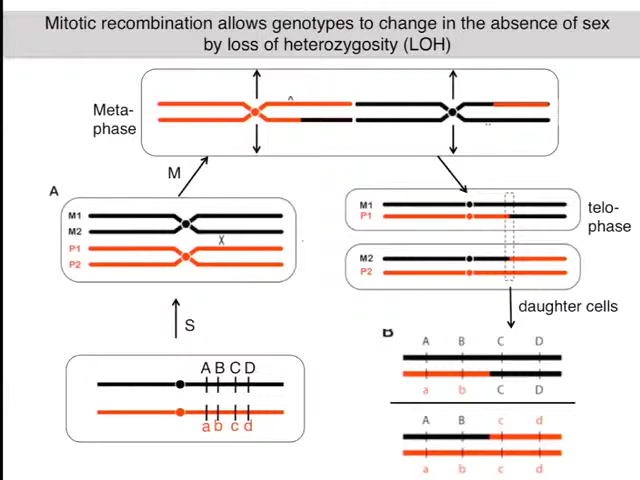 Mitotic recombination allows genotypes to change in the absence of sex
by loss of heterozygosity (LOH)
Meta-
phase
M
A
M1
M2
X
P1
P2
M1
P1
telo-
phase
M2
P2
S
daughter cells
A B C D
a b c d
B
A B C D
a b C D
A B c d
a b c d